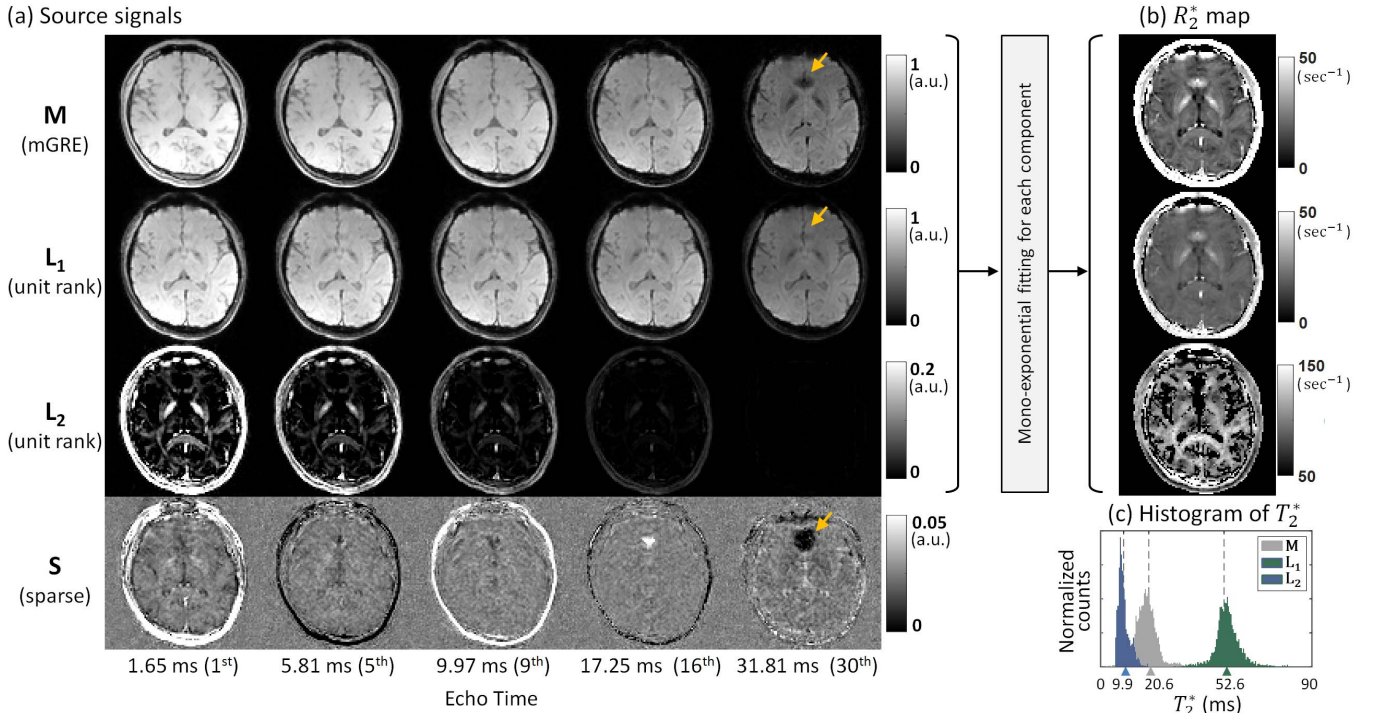 (a) Source signals
M
(mGRE)
1
(a.u.)
0
L₁
(unit rank)
1
(a.u.)
0
L₂
(unit rank)
0.2
(a.u.)
0
S
(sparse)
0.05
(a.u.)
0
1.65 ms (1ˢᵗ) 5.81 ms (5ᵗʰ) 9.97 ms (9ᵗʰ) 17.25 ms (16ᵗʰ) 31.81 ms (30ᵗʰ)
Echo Time
Mono-exponential fitting for each component
(b) R₂* map
50
(sec⁻¹)
0
50
(sec⁻¹)
0
150
(sec⁻¹)
50
(c) Histogram of T₂*
Normalized
counts
M
L₁
L₂
0 9.9 20.6 52.6 90
T₂* (ms)